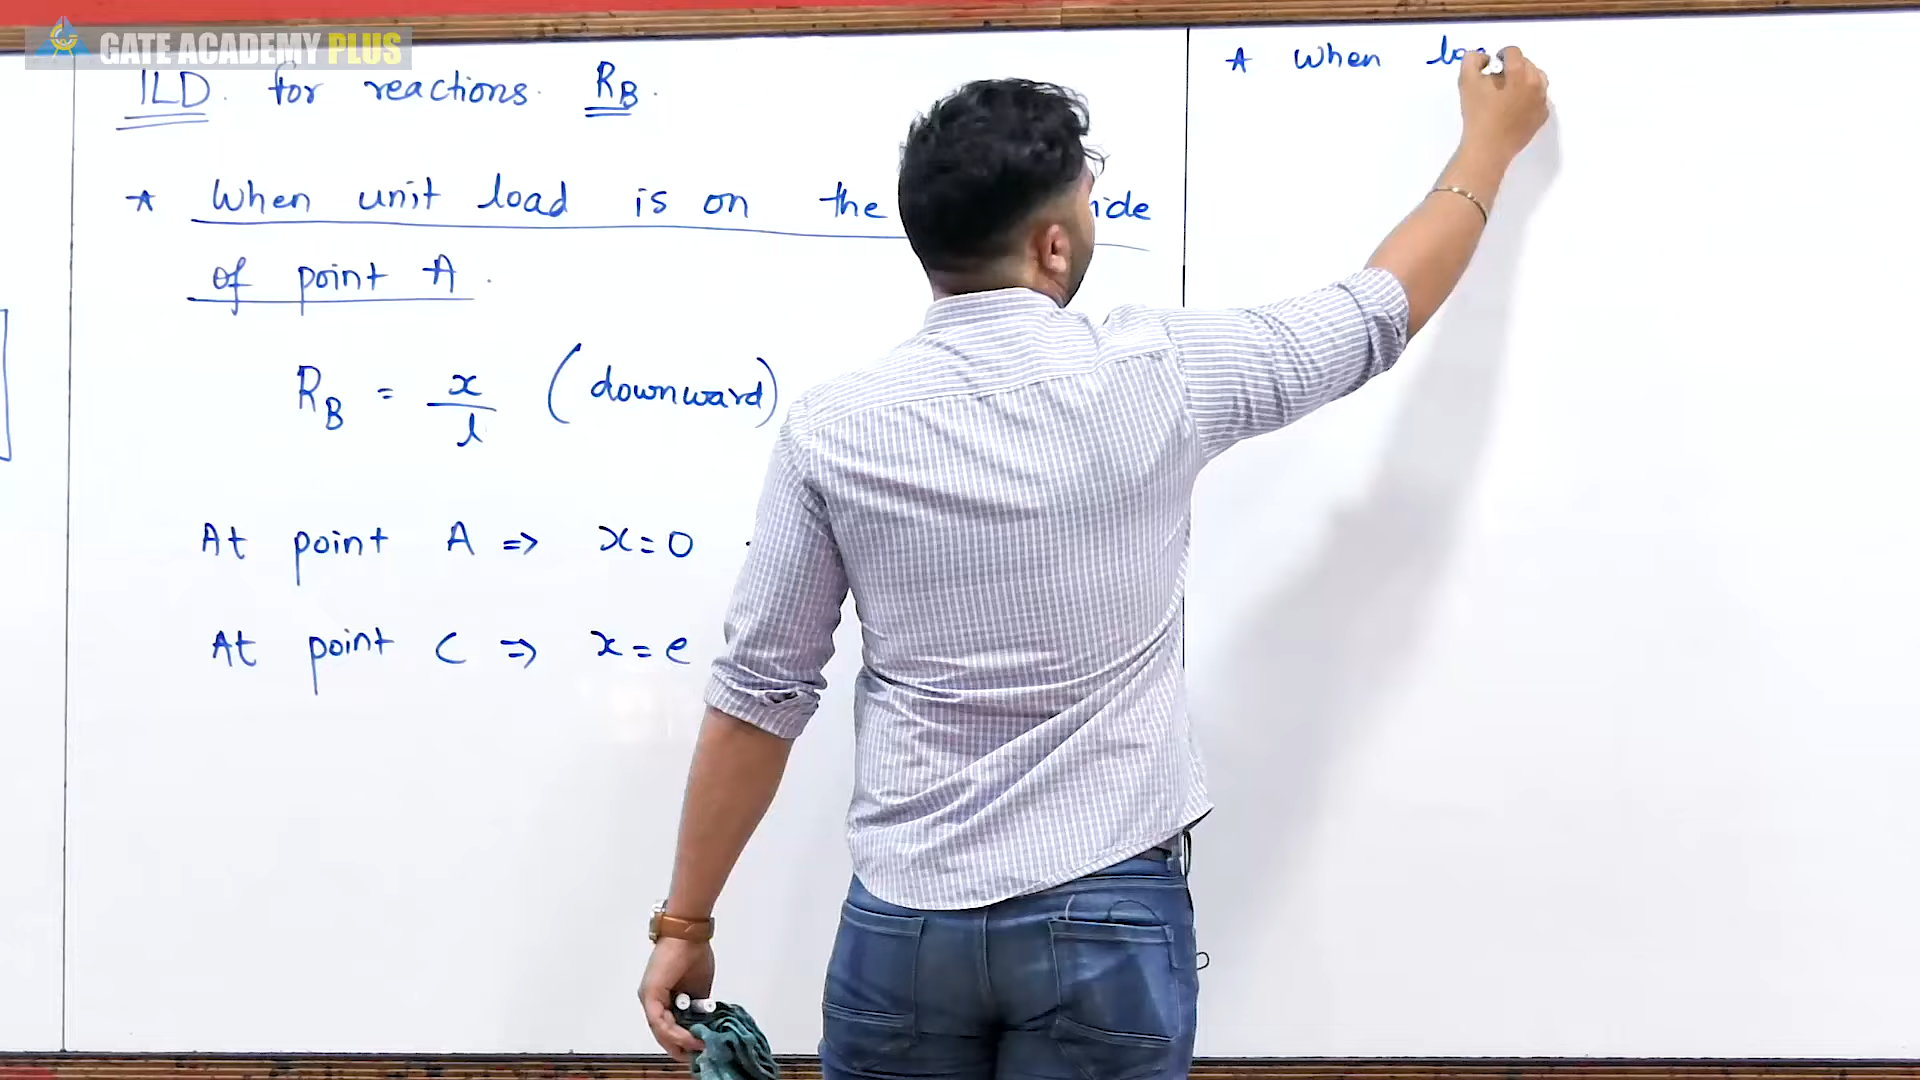 GATE ACADEMY PLUS
ILD for reactions R_B.
* When unit load is on the
of point A.
R_B = x/l (downward)
At point A => x=0
At point C => x=e
* When